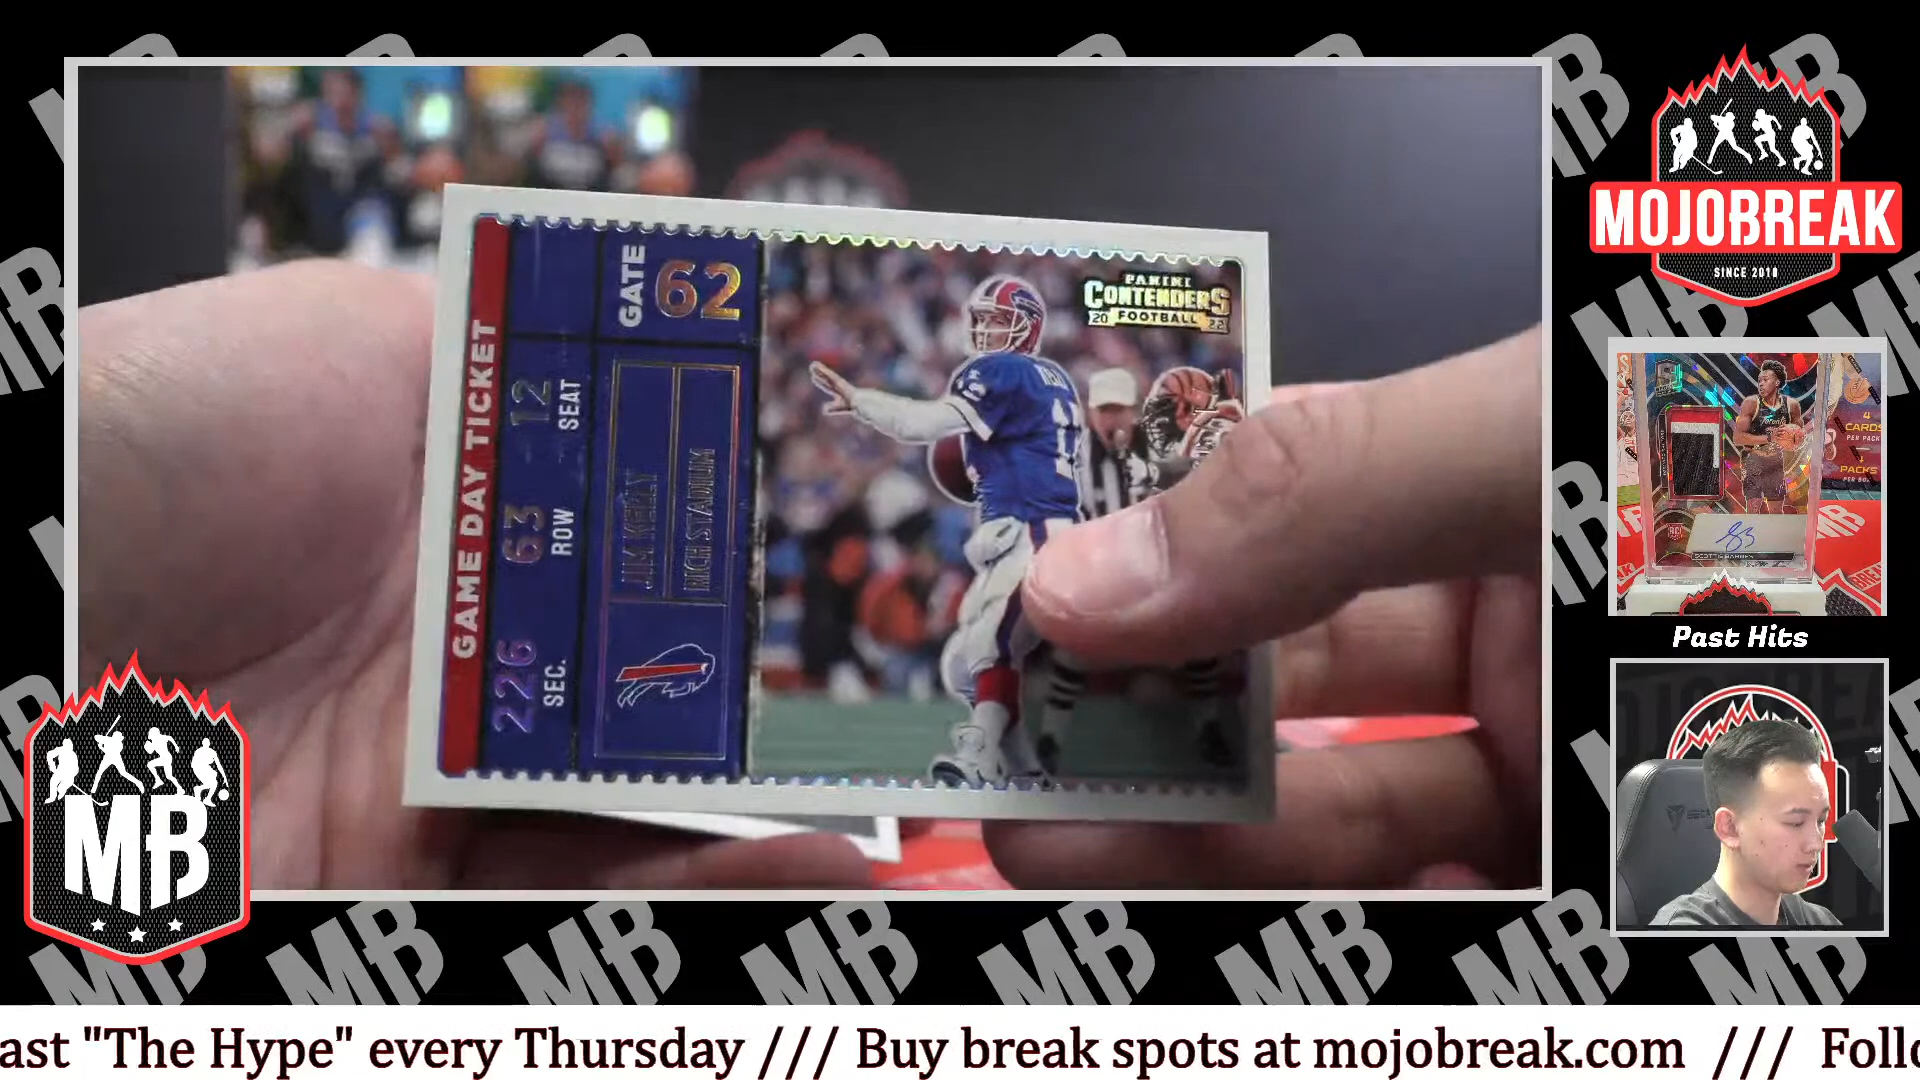 GAME DAY TICKET
226 SEC.
63 ROW
12 SEAT
JIM KELLY
RICH STADIUM
GATE 62
PANINI
CONTENDERS
20 FOOTBALL 22
MOJOBREAK
SINCE 2010
Past Hits
MB
ast "The Hype" every Thursday /// Buy break spots at mojobreak.com /// Follo